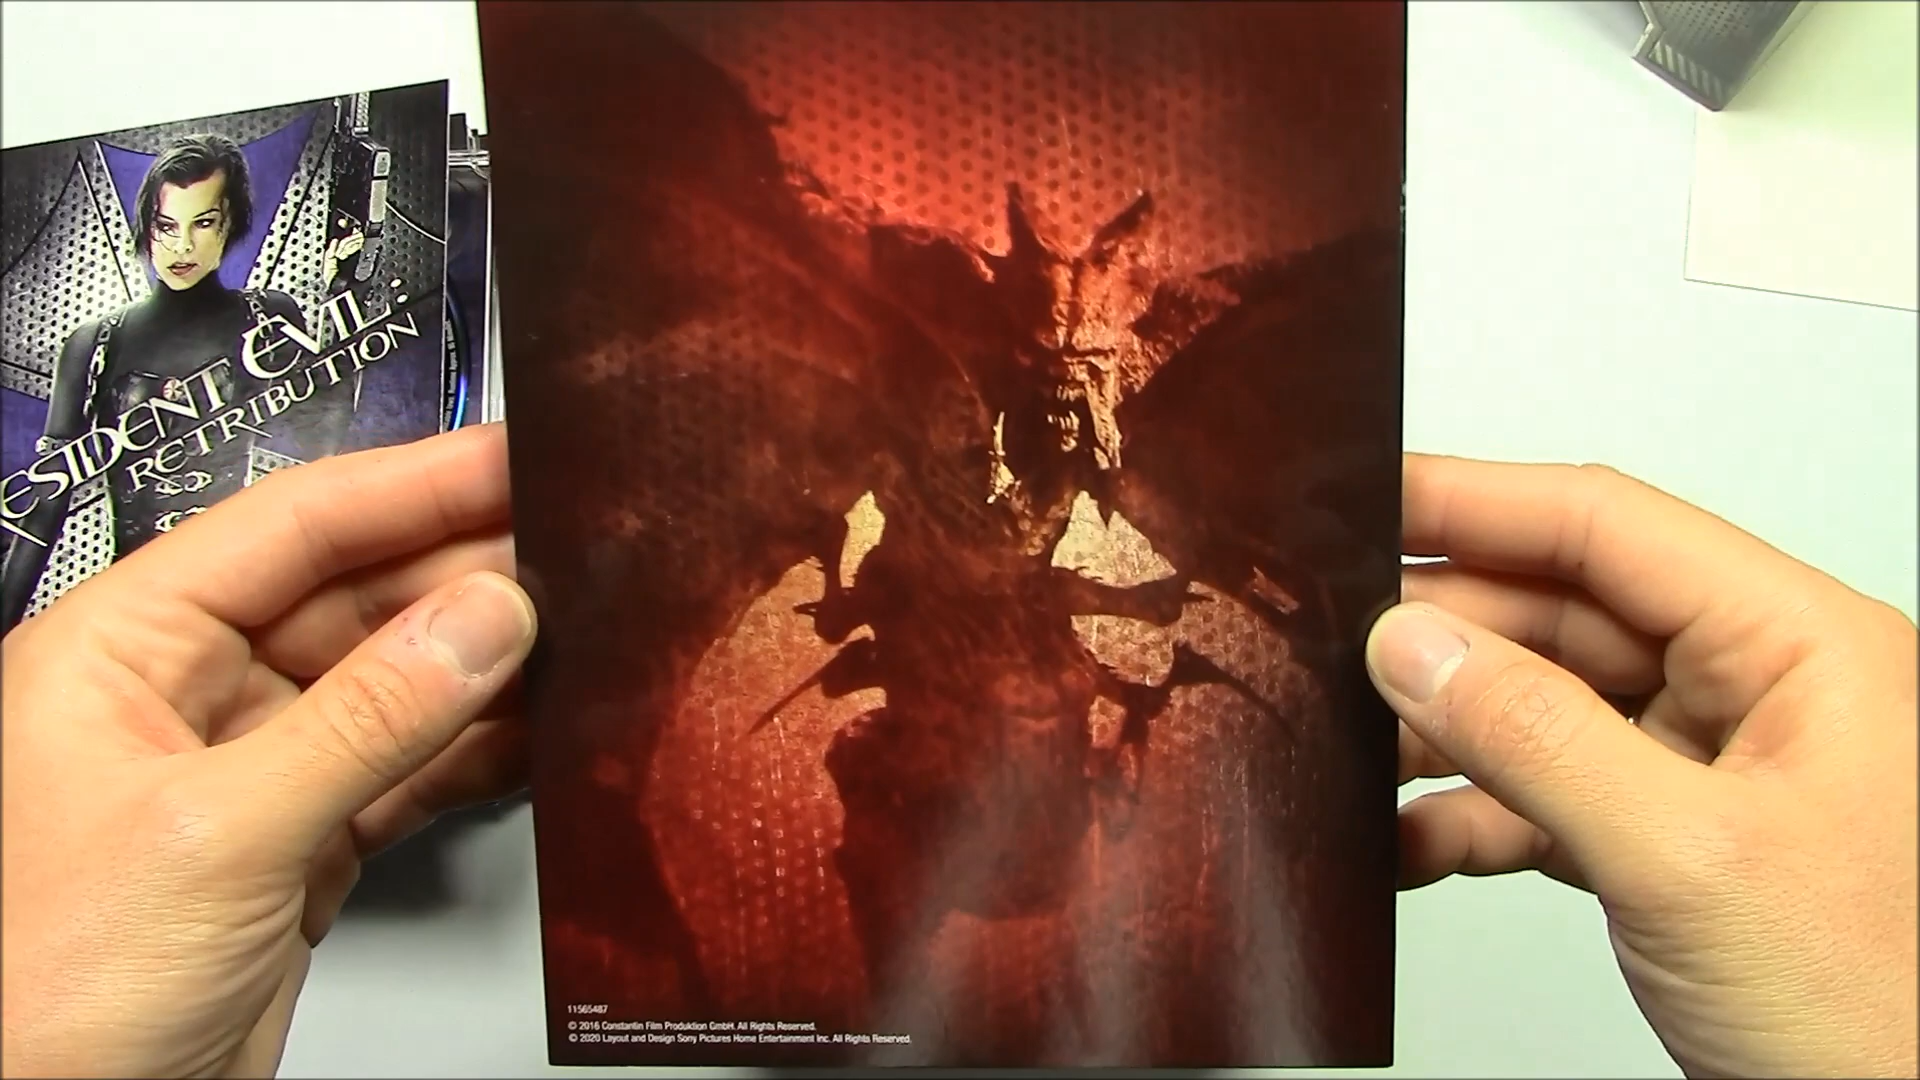 RESIDENT EVIL:
RETRIBUTION
11565487
© 2016 Constantin Film Produktion GmbH. All Rights Reserved.
© 2020 Layout and Design Sony Pictures Home Entertainment Inc. All Rights Reserved.